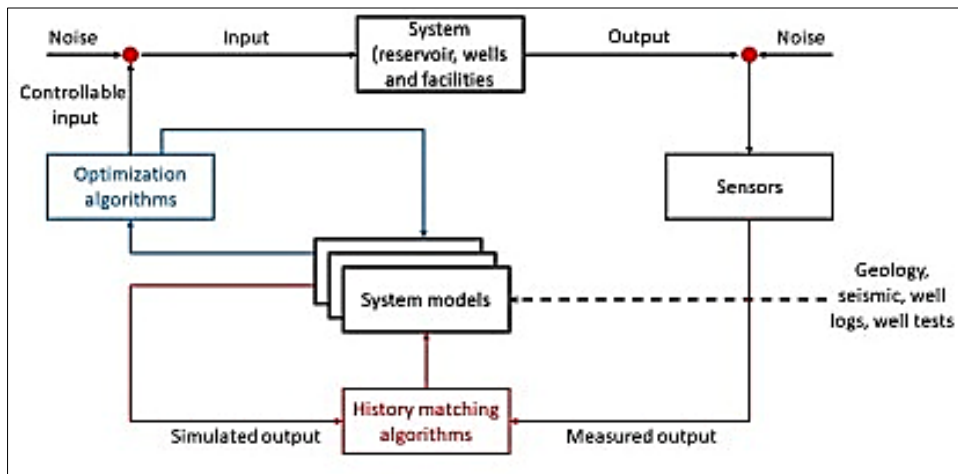 Noise
Input
System
(reservoir, wells
and facilities
Output
Noise
Controllable
input
Optimization
algorithms
Sensors
System models
Geology,
seismic, well
logs, well tests
History matching
algorithms
Simulated output
Measured output